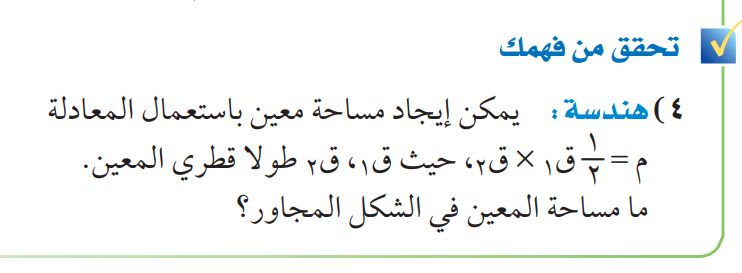 تحقق من فهمك
٤) هندسة: يمكن إيجاد مساحة معين باستعمال المعادلة
م = ١/٢ ق١ × ق٢، حيث ق١، ق٢ طولا قطري المعين.
ما مساحة المعين في الشكل المجاور؟